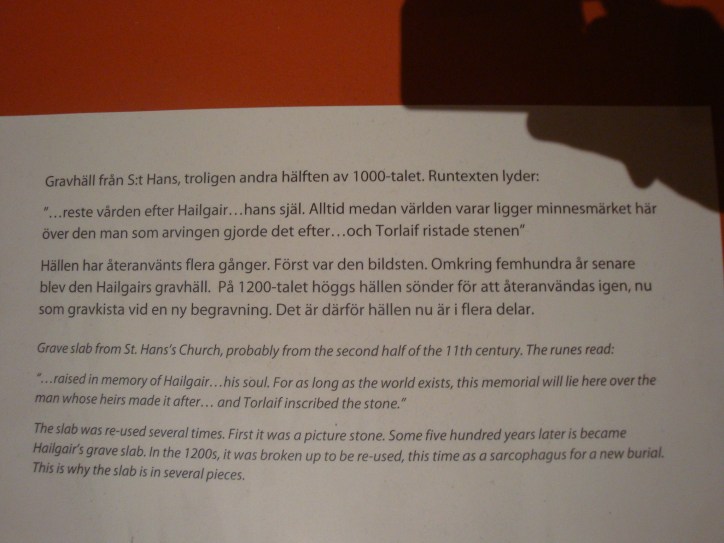 Gravhäll från S:t Hans, troligen andra hälften av 1000-talet. Runtexten lyder:
"…reste vården efter Hailgair…hans själ. Alltid medan världen varar ligger minnesmärket här
över den man som arvingen gjorde det efter…och Torlaif ristade stenen"
Hällen har återanvänts flera gånger. Först var den bildsten. Omkring femhundra år senare
blev den Hailgairs gravhäll. På 1200-talet höggs hällen sönder för att återanvändas igen, nu
som gravkista vid en ny begravning. Det är därför hällen nu är i flera delar.
Grave slab from St. Hans's Church, probably from the second half of the 11th century. The runes read:
"…raised in memory of Hailgair…his soul. For as long as the world exists, this memorial will lie here over the
man whose heirs made it after… and Torlaif inscribed the stone."
The slab was re-used several times. First it was a picture stone. Some five hundred years later is became
Hailgair's grave slab. In the 1200s, it was broken up to be re-used, this time as a sarcophagus for a new burial.
This is why the slab is in several pieces.